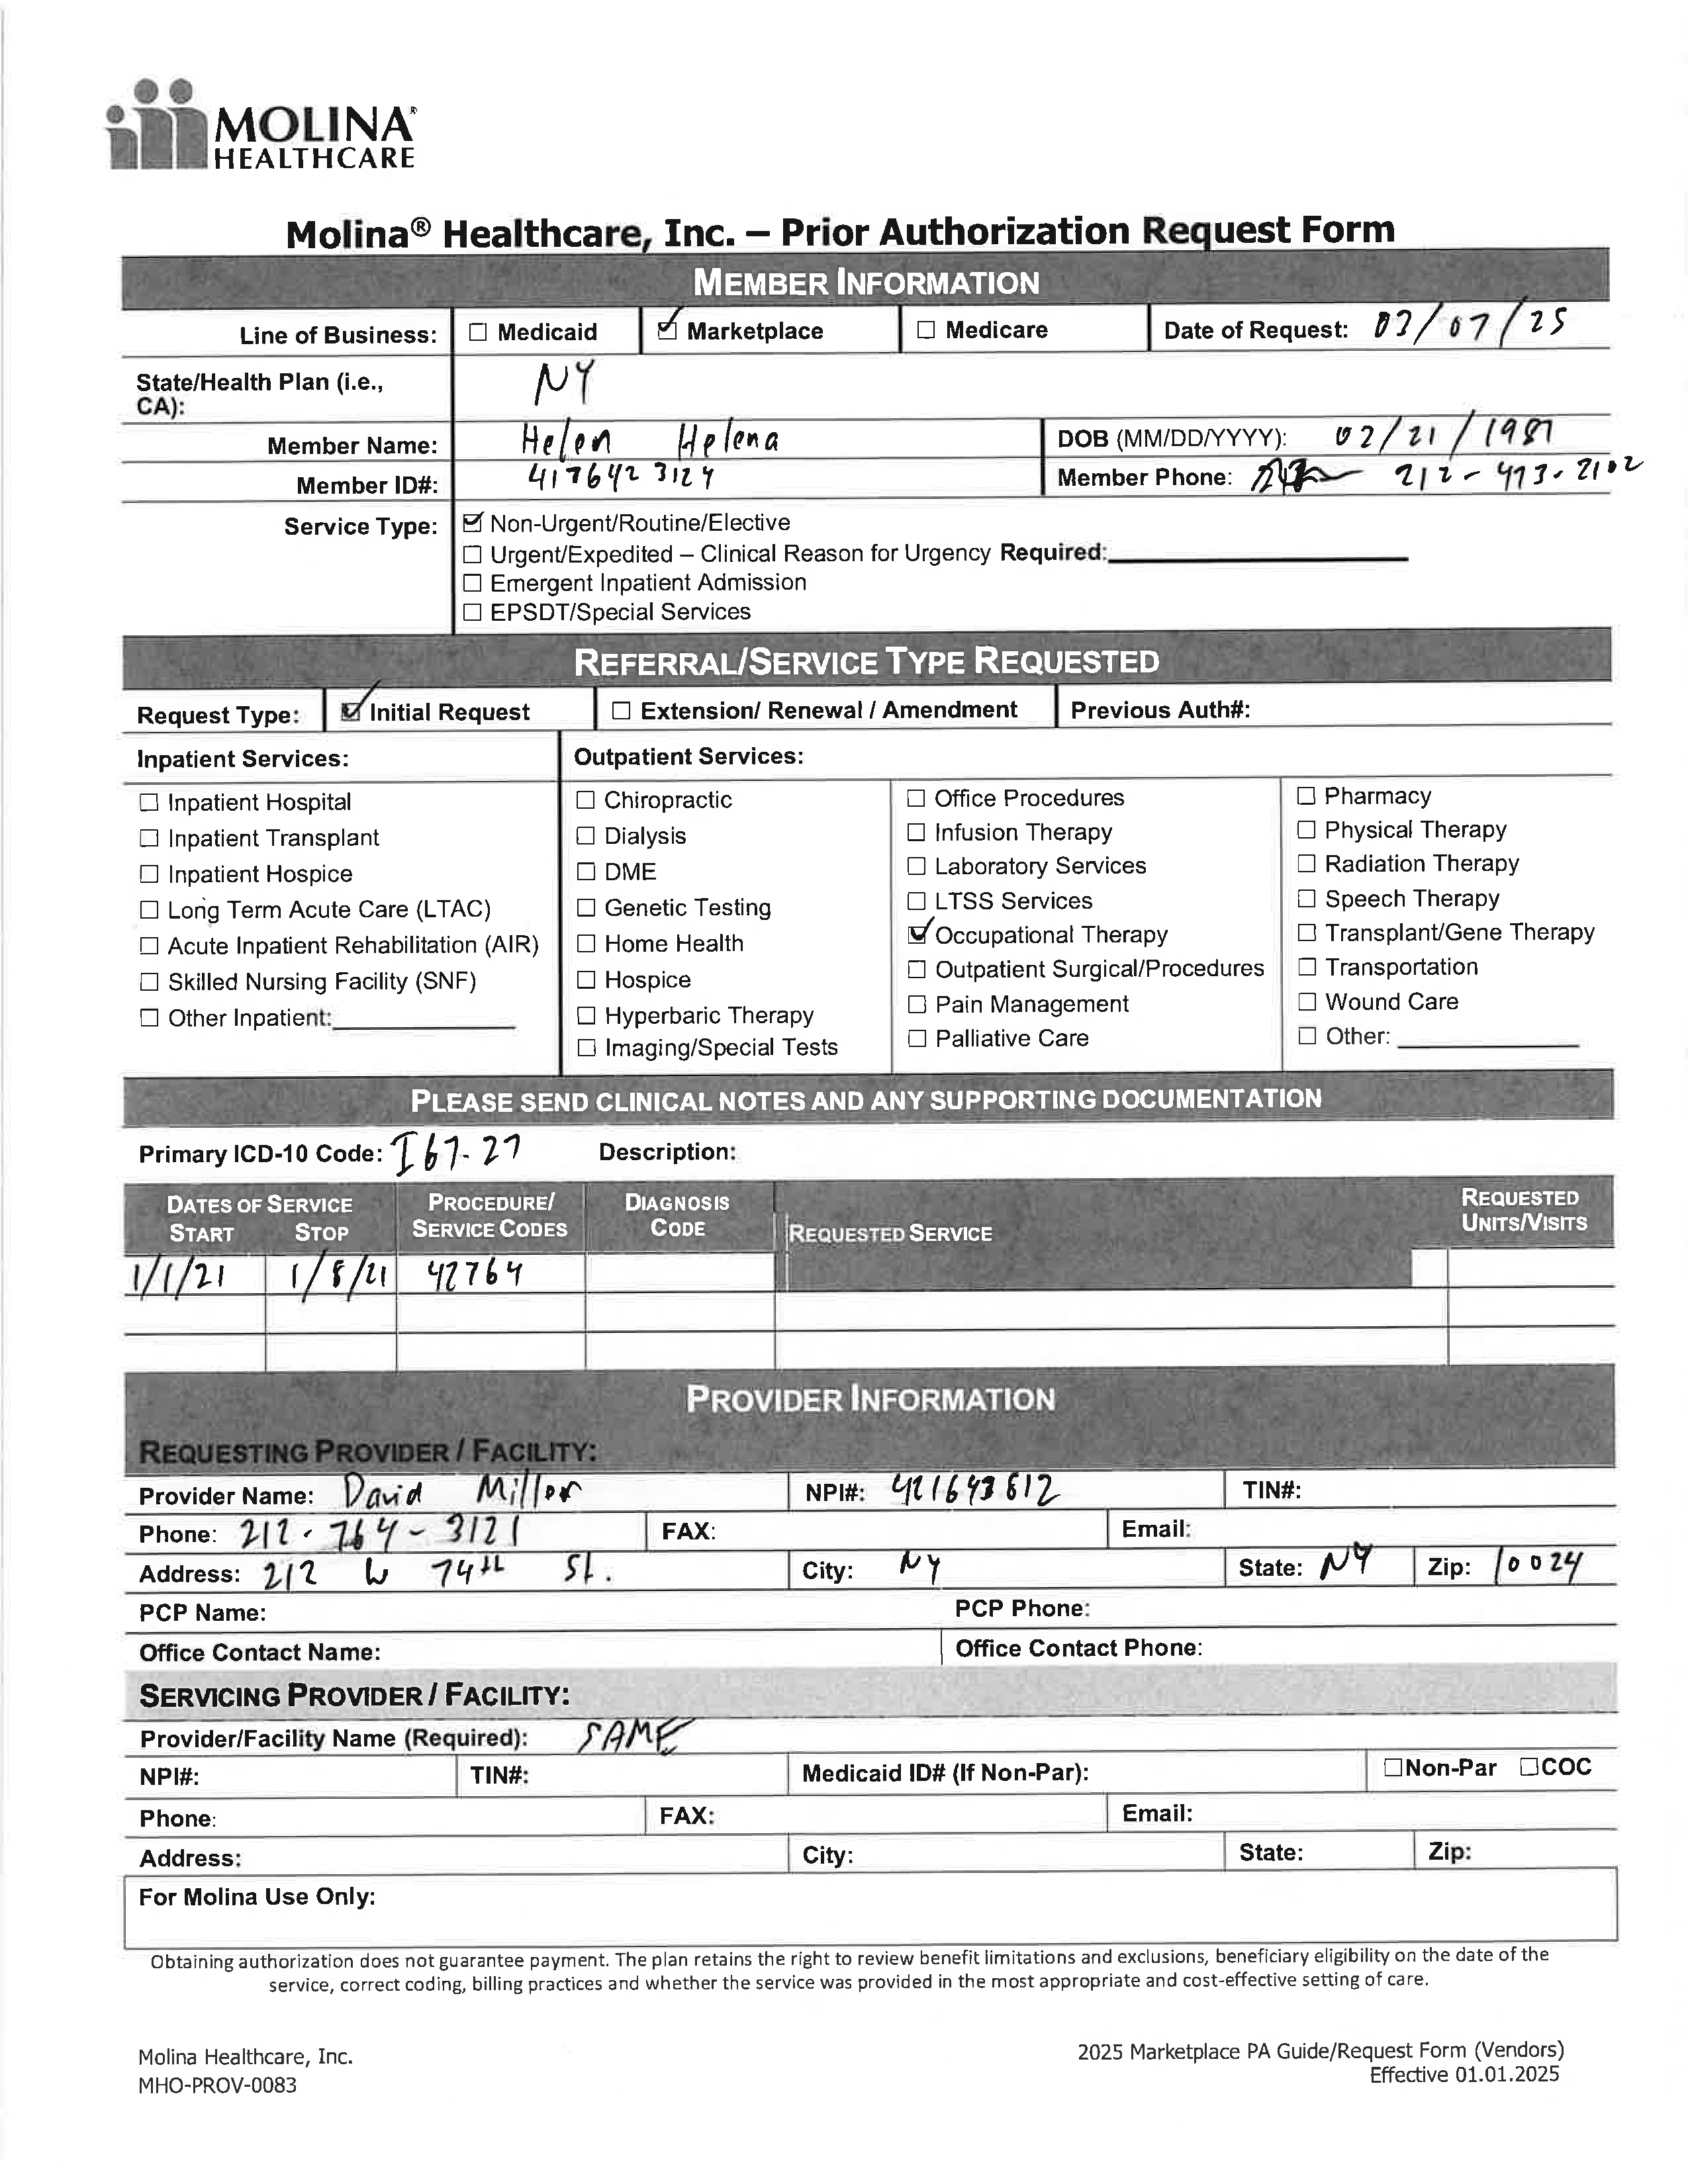 MOLINA®
HEALTHCARE
Molina® Healthcare, Inc. – Prior Authorization Request Form
MEMBER INFORMATION
Line of Business: ☐ Medicaid ☑ Marketplace ☐ Medicare Date of Request: 07/07/25
State/Health Plan (i.e., CA): NY
Member Name: Helen Helena DOB (MM/DD/YYYY): 02/21/1981
Member ID#: 417642 3124 Member Phone: 212-473-2102
Service Type: ☑ Non-Urgent/Routine/Elective
☐ Urgent/Expedited – Clinical Reason for Urgency Required:
☐ Emergent Inpatient Admission
☐ EPSDT/Special Services
REFERRAL/SERVICE TYPE REQUESTED
Request Type: ☑ Initial Request ☐ Extension/ Renewal / Amendment Previous Auth#:
Inpatient Services:
☐ Inpatient Hospital
☐ Inpatient Transplant
☐ Inpatient Hospice
☐ Long Term Acute Care (LTAC)
☐ Acute Inpatient Rehabilitation (AIR)
☐ Skilled Nursing Facility (SNF)
☐ Other Inpatient:
Outpatient Services:
☐ Chiropractic
☐ Dialysis
☐ DME
☐ Genetic Testing
☐ Home Health
☐ Hospice
☐ Hyperbaric Therapy
☐ Imaging/Special Tests
☐ Office Procedures
☐ Infusion Therapy
☐ Laboratory Services
☐ LTSS Services
☑ Occupational Therapy
☐ Outpatient Surgical/Procedures
☐ Pain Management
☐ Palliative Care
☐ Pharmacy
☐ Physical Therapy
☐ Radiation Therapy
☐ Speech Therapy
☐ Transplant/Gene Therapy
☐ Transportation
☐ Wound Care
☐ Other:
PLEASE SEND CLINICAL NOTES AND ANY SUPPORTING DOCUMENTATION
Primary ICD-10 Code: I67.27 Description:
DATES OF SERVICE START STOP PROCEDURE/ SERVICE CODES DIAGNOSIS CODE REQUESTED SERVICE REQUESTED UNITS/VISITS
1/1/21 1/8/21 42764
PROVIDER INFORMATION
REQUESTING PROVIDER / FACILITY:
Provider Name: David Miller NPI#: TIN#:
Phone: 212-764-3121 FAX: Email:
Address: 212 W 74th St. City: NY State: NY Zip: 10024
PCP Name: PCP Phone:
Office Contact Name: Office Contact Phone:
SERVICING PROVIDER / FACILITY:
Provider/Facility Name (Required): SAME
NPI#: TIN#: Medicaid ID# (If Non-Par): ☐Non-Par ☐COC
Phone: FAX: Email:
Address: City: State: Zip:
For Molina Use Only:
Obtaining authorization does not guarantee payment. The plan retains the right to review benefit limitations and exclusions, beneficiary eligibility on the date of the
service, correct coding, billing practices and whether the service was provided in the most appropriate and cost-effective setting of care.
Molina Healthcare, Inc.
MHO-PROV-0083
2025 Marketplace PA Guide/Request Form (Vendors)
Effective 01.01.2025